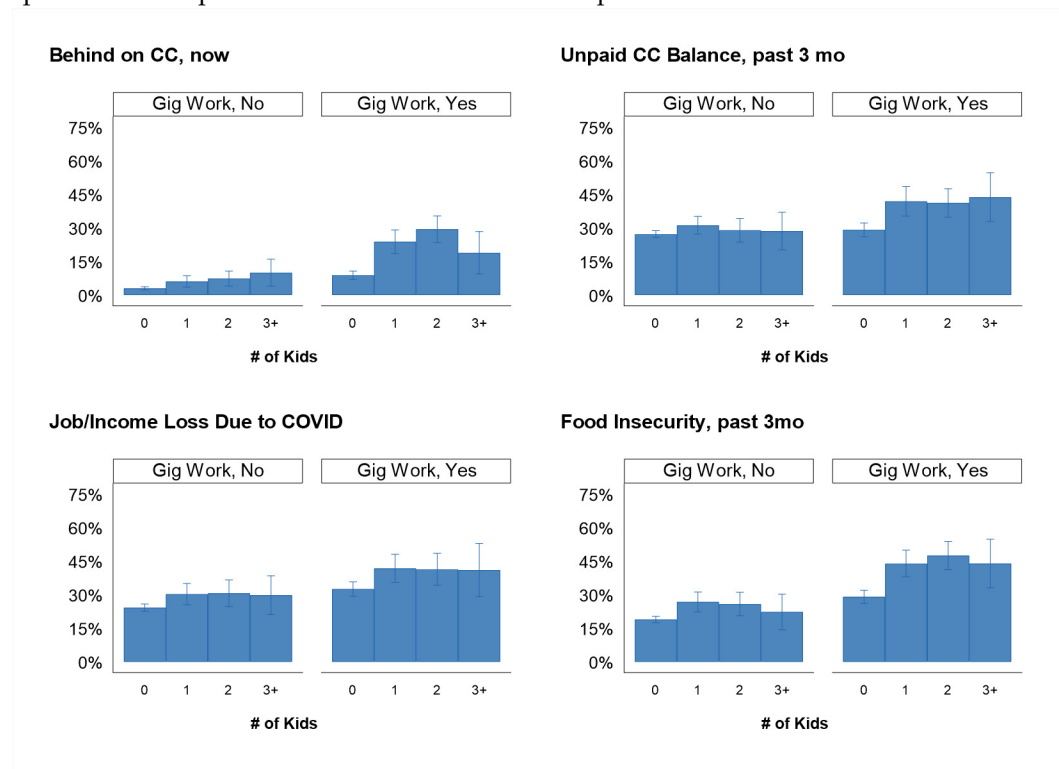 Behind on CC, now
Gig Work, No
Gig Work, Yes
75%
60%
45%
30%
15%
0%
0 1 2 3+ 0 1 2 3+
# of Kids
Unpaid CC Balance, past 3 mo
Gig Work, No
Gig Work, Yes
75%
60%
45%
30%
15%
0%
0 1 2 3+ 0 1 2 3+
# of Kids
Job/Income Loss Due to COVID
Gig Work, No
Gig Work, Yes
75%
60%
45%
30%
15%
0%
0 1 2 3+ 0 1 2 3+
# of Kids
Food Insecurity, past 3mo
Gig Work, No
Gig Work, Yes
75%
60%
45%
30%
15%
0%
0 1 2 3+ 0 1 2 3+
# of Kids